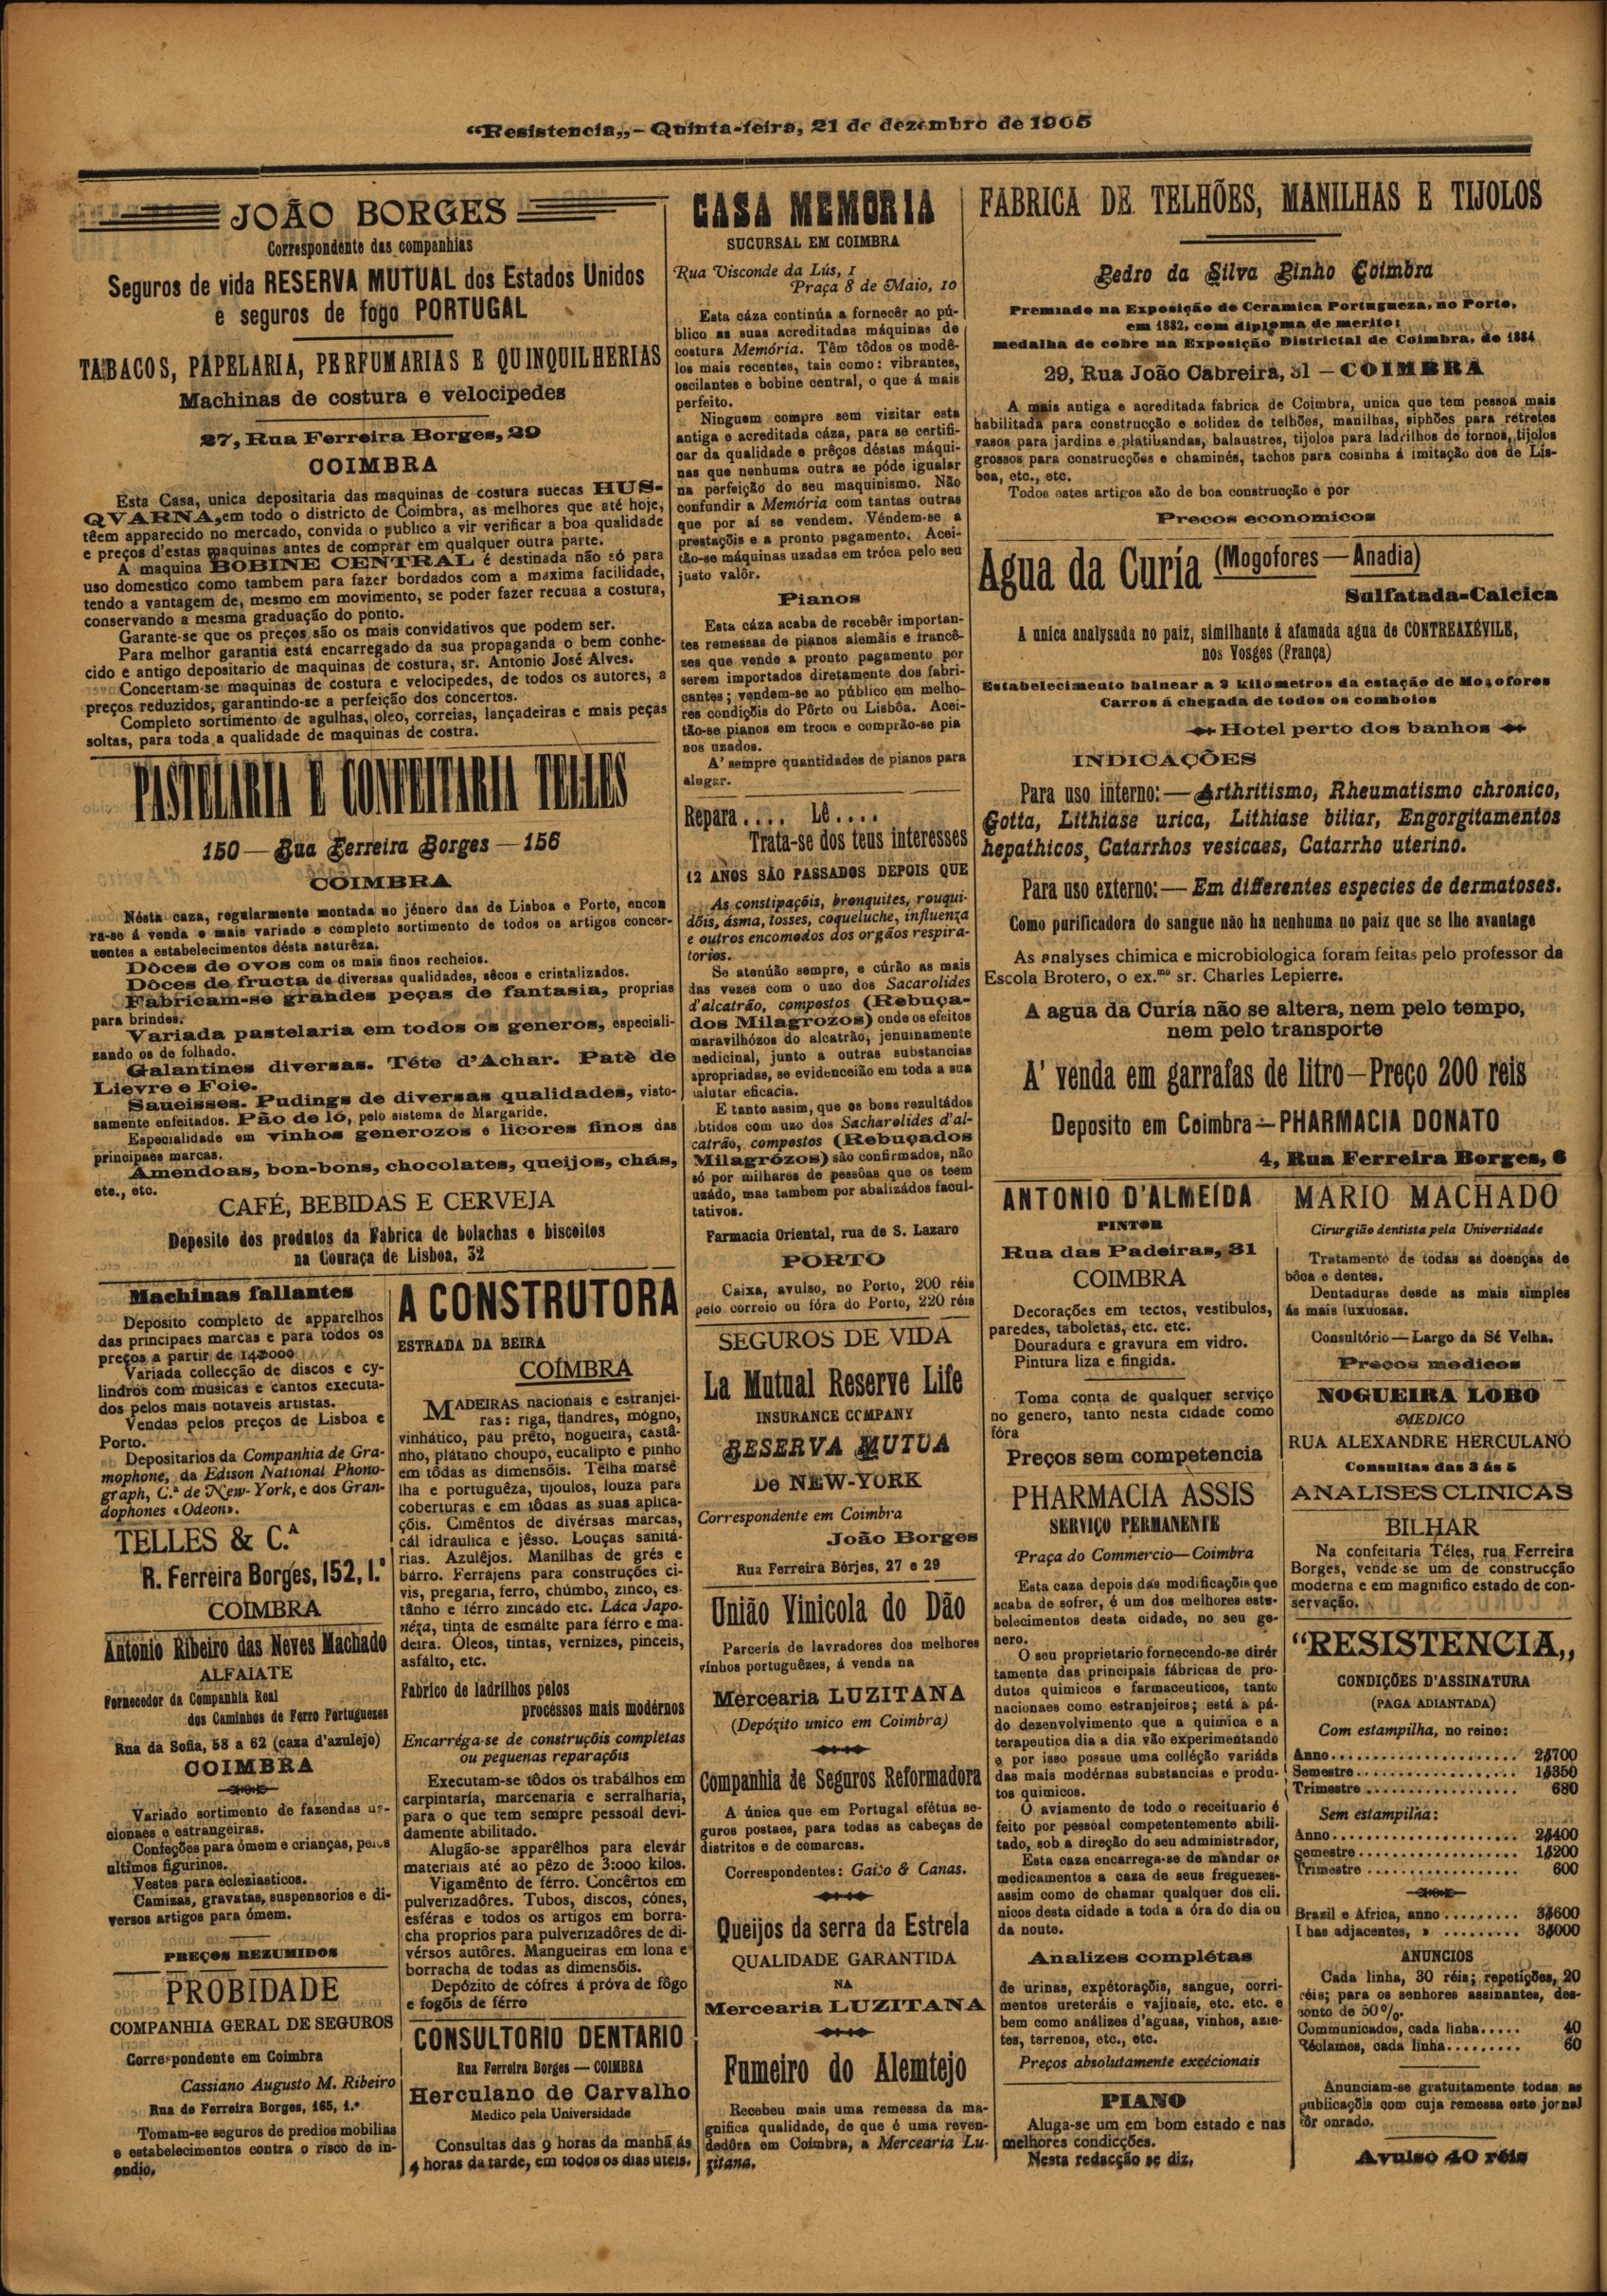 “Resistencia„ – Quinta-feira, 21 de dezembro de 1905
JOÃO BORGES
Correspondente das companhias
Seguros de vida RESERVA MUTUAL dos Estados Unidos
e seguros de fogo PORTUGAL
TABACOS, PAPELARIA, PERFUMARIAS E QUINQUILHERIAS
Machinas de costura e velocipedes
27, Rua Ferreira Borges, 29
COIMBRA
Esta Casa, unica depositaria das maquinas de costura suecas HUS-
QVARNA, em todo o districto de Coimbra, as melhores que até hoje,
têem apparecido no mercado, convida o publico a vir verificar a boa qualidade
e preços d'estas maquinas antes de comprar em qualquer outra parte.
A maquina BOBINE CENTRAL é destinada não só para
uso domestico como tambem para fazer bordados com a maxima facilidade,
tendo a vantagem de, mesmo em movimento, se poder fazer recuaa a costura,
conservando a mesma graduação do ponto.
Garante-se que os preços são os mais convidativos que podem ser.
Para melhor garantia está encarregado da sua propaganda o bem conhe-
cido e antigo depositario de maquinas de costura, sr. Antonio José Alves.
Concertam-se maquinas de costura e velocipedes, de todos os autores, a
preços reduzidos, garantindo-se a perfeição dos concertos.
Completo sortimento de agulhas, oleo, correias, lançadeiras e mais peças
soltas, para toda a qualidade de maquinas de costra.
PASTELARIA E CONFEITARIA TELLES
150 — Rua Ferreira Borges — 156
COIMBRA
Nésta caza, regularmente montada no jénero das de Lisboa e Porto, encon
ra-se á venda o mais variado e completo sortimento de todos os artigos concer-
nentes a estabelecimentos désta naturêza.
Dôces de ovos com os mais finos recheios.
Dôces de fructa de diversas qualidades, sêcos e cristalizados.
Fabricam-se grandes peças de fantasia, proprias
para brindes.
Variada pastelaria em todos os generos, especiali-
zando os de folhado.
Galantines diversas. Téte d'Achar. Patè de
Lievre e Foie.
Saucisses. Pudings de diversas qualidades, visto-
samente enfeitados. Pão de ló, pelo sistema de Margaride.
Especialidade em vinhos generozos e licores finos das
principaes marcas.
Amendoas, bon-bons, chocolates, queijos, chás,
etc., etc.
CAFÉ, BEBIDAS E CERVEJA
Deposito dos produtos da Fabrica de bolachas e biscoitos
na Couraça de Lisboa, 32
Machinas fallantes
Deposito completo de apparelhos
das principaes marcas e para todos os
preços a partir de 14$000
Variada collecção de discos e cy-
lindros com musicas e cantos executa-
dos pelos mais notaveis artistas.
Vendas pelos preços de Lisboa e
Porto.
Depositarios da Companhia de Gra-
mophone, da Edison National Phono-
graph, C.ª de New-York, e dos Gran-
dophones «Odeon».
TELLES & C.ᴬ
R. Ferreira Borges, 152, 1.º
COIMBRA
Antonio Ribeiro das Neves Machado
ALFAIATE
Fornecedor da Companhia Real
dos Caminhos de Ferro Portuguezes
Rua da Sofia, 58 a 62 (caza d'azulejo)
COIMBRA
Variado sortimento de fazendas na-
cionaes e estrangeiras.
Confeções para ómem e crianças, pelos
ultimos figurinos.
Vestes para ecleziasticos.
Camizas, gravatas, suspensorios e di-
versos artigos para ómem.
PREÇOS REZUMIDOS
PROBIDADE
COMPANHIA GERAL DE SEGUROS
Correspondente em Coimbra
Cassiano Augusto M. Ribeiro
Rua de Ferreira Borges, 165, 1.º
Tomam-se seguros de predios mobilias
e estabelecimentos contra o risco de in-
endio.
A CONSTRUTORA
ESTRADA DA BEIRA
COÍMBRA
MADEIRAS nacionais e estranjei-
ras: riga, flandres, mógno,
vinhático, páu prêto, nogueira, castâ-
nho, plátano choupo, eucalipto e pinho
em tôdas as dimensõis. Têlha marsê
lha e portuguêza, tijoulos, louza para
coberturas e em tôdas as suas aplica-
çõis. Cimêntos de divérsas marcas,
cál idraulica e jêsso. Louças sanitá-
rias. Azulêjos. Manilhas de grés e
bárro. Ferrájens para construções ci-
vis, pregaria, ferro, chúmbo, zinco, es-
tânho e férro zincado etc. Láca Japo-
néza, tinta de esmálte para férro e ma-
deira. Óleos, tintas, vernizes, pinceis,
asfálto, etc.
Fabrico de ladrilhos pelos
procéssos mais modérnos
Encarréga-se de construçõis completas
ou pequenas reparaçõis
Executam-se tôdos os trabálhos em
carpintaría, marcenaria e serralharia,
para o que tem sempre pessoál devi-
damente abilitado.
Alugão-se apparêlhos para elevár
materiais até ao pêzo de 3:000 kilos.
Vigamênto de férro. Concêrtos em
pulverizadôres. Tubos, discos, cónes,
esféras e todos os artigos em borra-
cha proprios para pulverizadôres de di-
vérsos autôres. Mangueiras em lona e
borracha de todas as dimensõis.
Depózito de cófres á próva de fôgo
e fogõis de férro
CONSULTORIO DENTARIO
Rua Ferreira Borges — COIMBRA
Herculano de Carvalho
Medico pela Universidade
Consultas das 9 horas da manhã ás
4 horas da tarde, em todos os dias uteis.
CASA MEMORIA
SUCURSAL EM COIMBRA
Rua Visconde da Lús, 1
Praça 8 de Maio, 10
Esta cáza continúa a fornecêr ao pú-
blico as suas acreditadas máquinas de
costura Memória. Têm tôdos os modê-
los mais recentes, tais como: vibrantes,
oscilantes e bobine central, o que á mais
perfeito.
Ninguem compre sem vizitar esta
antiga e acreditada cáza, para se certifi-
car da qualidade e prêços déstas máqui-
nas que nenhuma outra se póde igualar
na perfeição do seu maquinismo. Não
confundir a Memória com tantas outras
que por aí se vendem. Véndem-se a
prestaçõis e a pronto pagamento. Acei-
tão-se máquinas uzadas em tróca pelo seu
justo valôr.
Pianos
Esta cáza acaba de recebêr importan-
tes remessas de pianos alemãis e francê-
zes que vende a pronto pagamento por
serem importados diretamente dos fabri-
cantes; vendem-se ao público em melho-
res condiçõis do Pôrto ou Lisbôa. Acei-
tão-se pianos em troca e comprão-se pia
nos uzados.
A' sempre quantidades de pianos para
alugar.
Repara.... Lê....
Trata-se dos teus interesses
12 ANOS SÃO PASSADOS DEPOIS QUE
As constipaçõis, bronquites, rouqui-
dõis, ásma, tosses, coqueluche, influenza
e outros encomodos dos orgãos respira-
torios.
Se atenúão sempre, e cúrão as mais
das vezes com o uzo dos Sacarolides
d'alcatrão, compostos (Rebuça-
dos Milagrozos) onde os efeitos
maravilhózos do alcatrão, jenuinamente
medicinal, junto a outras substancias
apropriadas, se evidenceião em toda a sua
salutar eficacia.
E tanto assim, que os bons rezultádos
obtidos com uzo dos Sacharolides d'al-
catrão, compostos (Rebuçados
Milagrózos) são confirmados, não
só por milhares de pessôas que os teem
uzádo, mas tambem por abalizádos facul-
tativos.
Farmacia Oriental, rua de S. Lazaro
PORTO
Caixa, avulso, no Porto, 200 réis
pelo correio ou fóra do Porto, 220 réis
SEGUROS DE VIDA
La Mutual Reserve Life
INSURANCE COMPANY
RESERVA MUTUA
De NEW-YORK
Correspondente em Coimbra
João Borges
Rua Ferreira Bórjes, 27 e 29
União Vinicola do Dão
Parceria de lavradores dos melhores
vinhos portuguêzes, á venda na
Mercearia LUZITANA
(Depózito unico em Coimbra)
Companhia de Seguros Reformadora
A única que em Portugal efétua se-
guros postaes, para todas as cabeças de
distritos e de comarcas.
Correspondentes: Gaito & Canas.
Queijos da serra da Estrela
QUALIDADE GARANTIDA
NA
Mercearia LUZITANA
Fumeiro do Alemtejo
Recebeu mais uma remessa da ma-
gnifica qualidade, de que é uma reven-
dedôra em Coimbra, a Mercearia Lu-
zitana.
FABRICA DE TELHÕES, MANILHAS E TIJOLOS
Pedro da Silva Pinho Coimbra
Premiado na Exposição de Ceramica Portugueza, no Porto,
em 1882, com diploma de merito;
medalha de cobre na Exposição Districtal de Coimbra, de 1884
29, Rua João Cabreira, 31 – COIMBRA
A mais antiga e acreditada fabrica de Coimbra, unica que tem pessoa mais
habilitada para construcção e solidez de telhões, manilhas, siphões para retretes
vasos para jardins e platibandas, balaustres, tijolos para ladrilhos de fornos, tijolos
grossos para construcções e chaminés, tachos para cosinha á imitação dos de Lis-
boa, etc., etc.
Todos estes artigos são de boa construcção e por
Preços economicos
Agua da Curía (Mogofores — Anadia)
Sulfatada-Calcica
A unica analysada no paiz, similhante á afamada agua de CONTREAXÉVILE,
nos Vosges (França)
Estabelecimento balnear a 2 kilometros da estação de Mogofores
Carros á chegada de todos os comboios
Hotel perto dos banhos
INDICAÇÕES
Para uso interno: — Arthritismo, Rheumatismo chronico,
Gotta, Lithiase urica, Lithiase biliar, Engorgitamentos
hepathicos, Catarrhos vesicaes, Catarrho uterino.
Para uso externo: — Em differentes especies de dermatoses.
Como purificadora do sangue não ha nenhuma no paiz que se lhe avantage
As analyses chimica e microbiologica foram feitas pelo professor da
Escola Brotero, o ex.ᵐᵒ sr. Charles Lepierre.
A agua da Curía não se altera, nem pelo tempo,
nem pelo transporte
A' venda em garrafas de litro—Preço 200 reis
Deposito em Coimbra — PHARMACIA DONATO
4, Rua Ferreira Borges, 6
ANTONIO D'ALMEÍDA
PINTOR
Rua das Padeiras, 31
COIMBRA
Decorações em tectos, vestibulos,
paredes, taboletas, etc. etc.
Douradura e gravura em vidro.
Pintura liza e fingida.
Toma conta de qualquer serviço
no genero, tanto nesta cidade como
fóra
Preços sem competencia
PHARMACIA ASSIS
SERVIÇO PERMANENTE
Praça do Commercio—Coimbra
Esta caza depois das modificaçõis que
acaba de sofrer, é um dos melhores esta-
belecimentos desta cidade, no seu ge-
nero.
O seu proprietario fornecendo-se dirér
tamente das principais fábricas de pro-
dutos quimicos e farmaceuticos, tanto
nacionaes como estranjeiros; está a pá-
do dezenvolvimento que a quimica e a
terapeutica dia a dia vão experimentando
e por isso possue uma colléção variáda
das mais modérnas substancias e produ-
tos quimicos.
O aviamento de todo o receituario é
feito por pessoal competentemente abili-
tado, sob a direção do seu administrador,
Esta caza encarrega-se de mandar os
medicamentos a caza de seus freguezes-
assim como de chamar qualquer dos cli.
nicos desta cidade a toda a óra do dia ou
da noute.
Analizes complétas
de urinas, expétoraçõis, sangue, corri-
mentos ureteráis e vajinais, etc. etc. e
bem como análizes d'aguas, vinhos, azie-
tes, terrenos, etc., etc.
Preços absolutamente excécionais
PIANO
Aluga-se um em bom estado e nas
melhores condicções.
Nesta redacção se diz.
MARIO MACHADO
Cirurgião dentista pela Universidade
Tratamento de todas as doenças de
bôca e dentes.
Dentaduras desde as mais simples
ás mais luxuozas.
Consultório — Largo da Sé Velha.
Preços modicos
NOGUEIRA LOBO
MEDICO
RUA ALEXANDRE HERCULANO
Consultas das 3 ás 5
ANALISES CLINICAS
BILHAR
Na confeitaria Téles, rua Ferreira
Borges, vende-se um de construcção
moderna e em magnifico estado de con-
servação.
“RESISTENCIA„
CONDIÇÕES D'ASSINATURA
(PAGA ADIANTADA)
Com estampilha, no reino:
Anno..................... 2$700
Semestre.................. 1$350
Trimestre................. 680
Sem estampilha:
Anno..................... 2$400
Semestre.................. 1$200
Trimestre................. 600
Brazil e Africa, anno......... 3$600
Ilhas adjacentes, »......... 3$000
ANUNCIOS
Cada linha, 30 réis; repetições, 20
réis; para os senhores assinantes, des-
conto de 50%.
Communicados, cada linha..... 40
Réclames, cada linha......... 60
Anunciam-se gratuitamente todas as
publicaçõis com cuja remessa este jornal
fôr onrado.
Avulso 40 réis